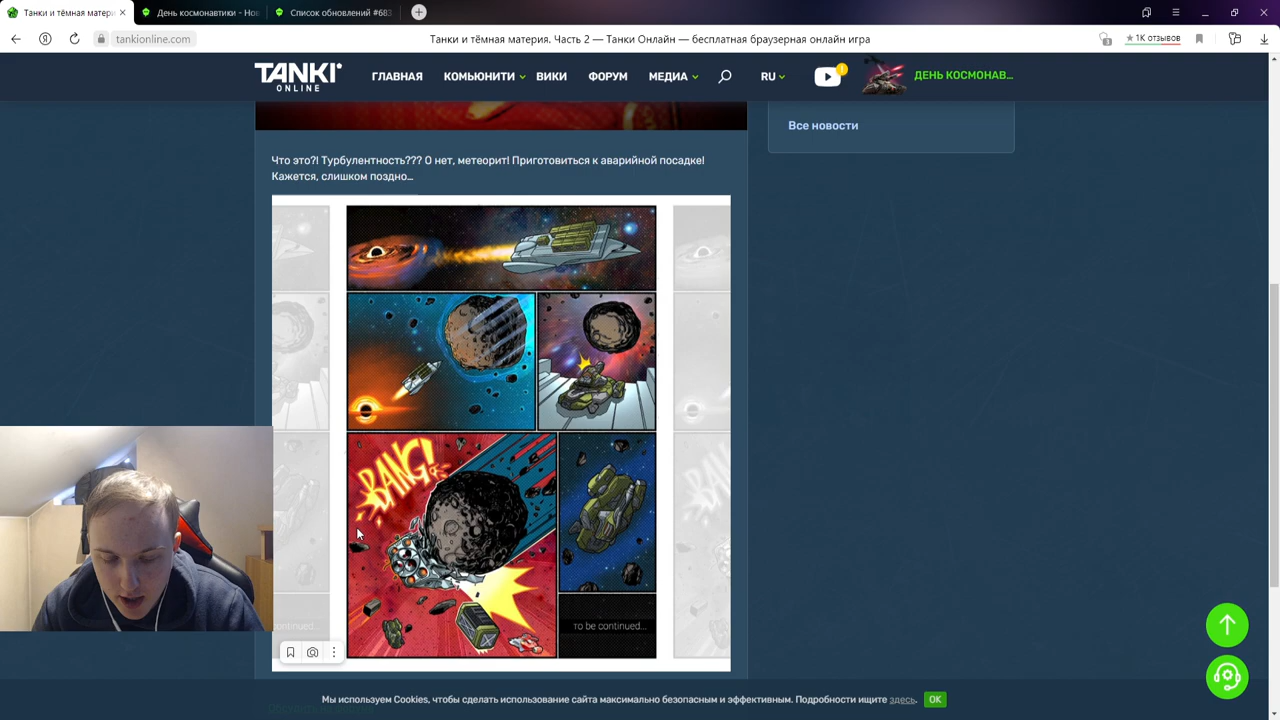 Танки и тёмная матери
День космонавтики - Нов
Список обновлений #683
tankionline.com
Танки и тёмная материя. Часть 2 — Танки Онлайн — бесплатная браузерная онлайн игра
★ 1K отзывов
TANKI
ONLINE
ГЛАВНАЯ
КОМЬЮНИТИ
ВИКИ
ФОРУМ
МЕДИА
RU
ДЕНЬ КОСМОНАВ...
Все новости
Что это?! Турбулентность??? О нет, метеорит! Приготовиться к аварийной посадке!
Кажется, слишком поздно…
BANG!
continued...
to be continued...
Мы используем Cookies, чтобы сделать использование сайта максимально безопасным и эффективным. Подробности ищите здесь.
OK